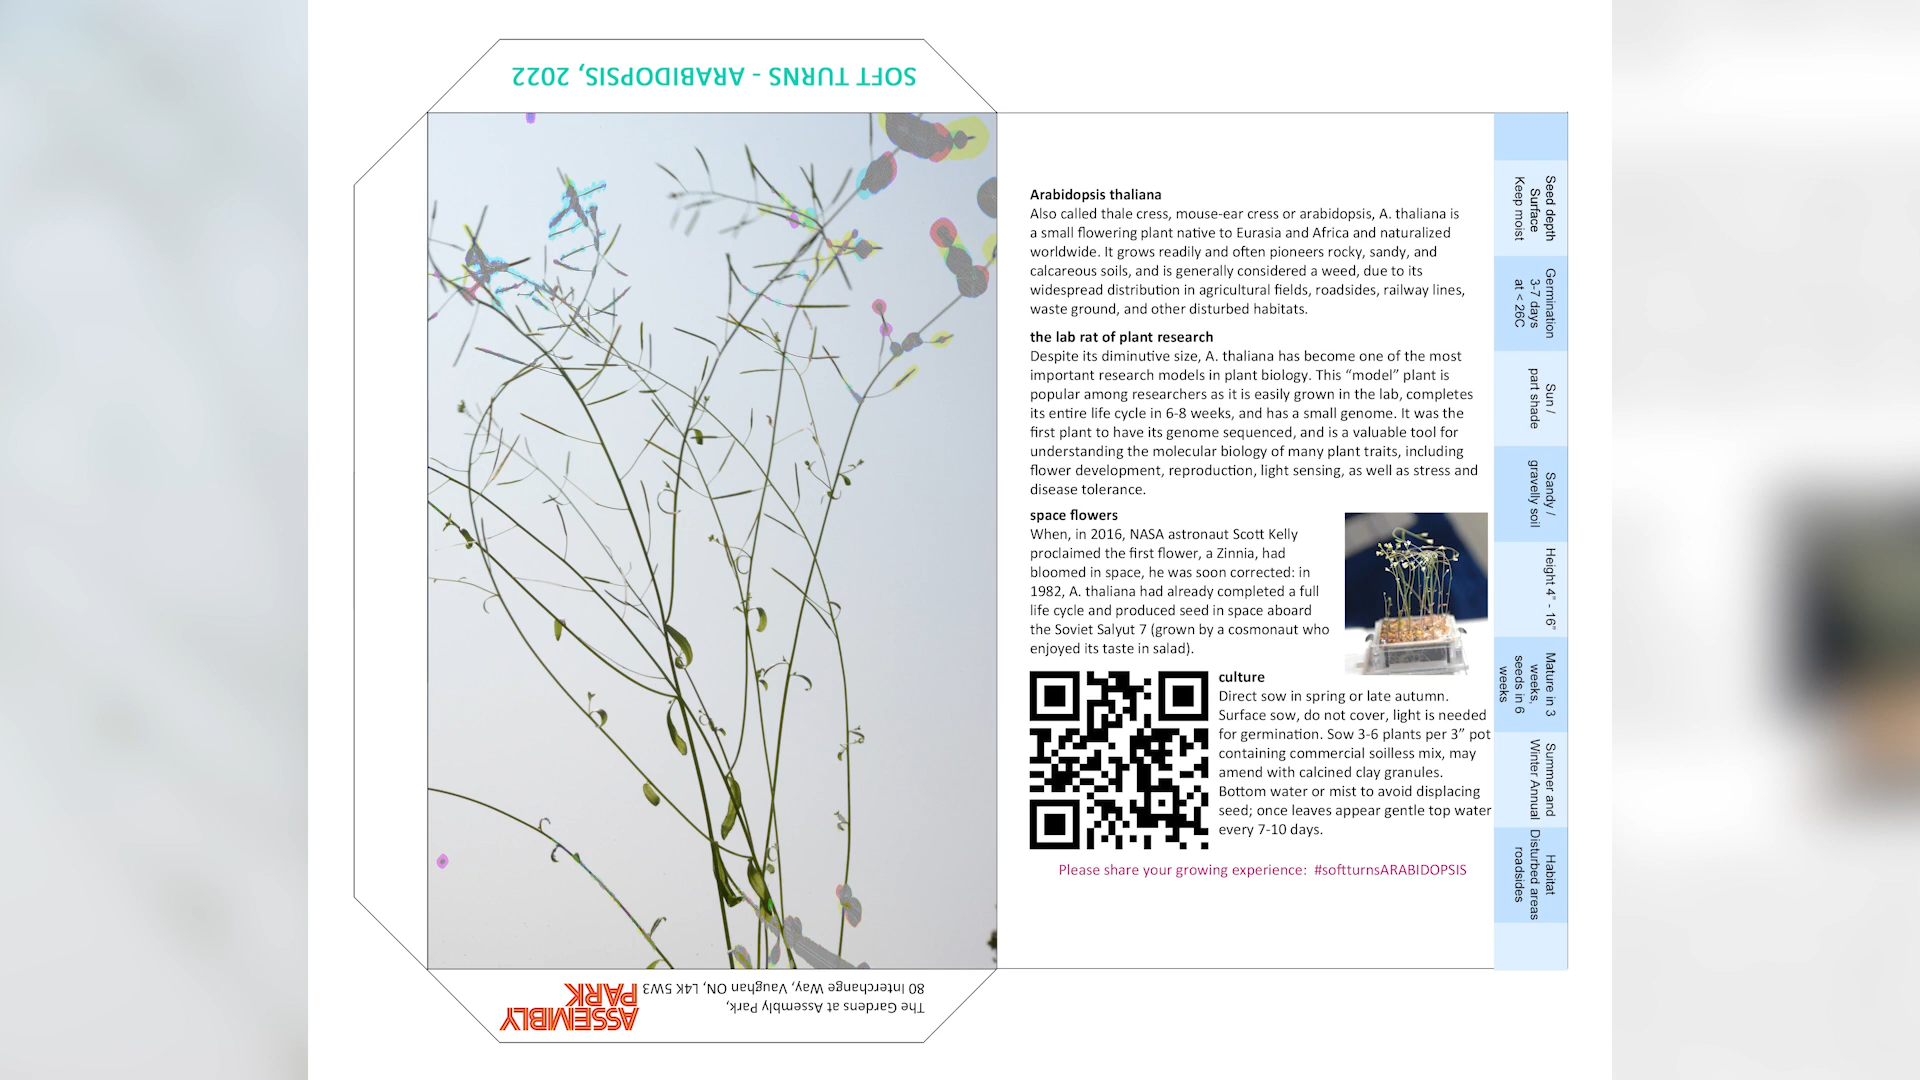 SOFT TURNS - ARABIDOPSIS, 2022
Arabidopsis thaliana
Also called thale cress, mouse-ear cress or arabidopsis, A. thaliana is
a small flowering plant native to Eurasia and Africa and naturalized
worldwide. It grows readily and often pioneers rocky, sandy, and
calcareous soils, and is generally considered a weed, due to its
widespread distribution in agricultural fields, roadsides, railway lines,
waste ground, and other disturbed habitats.
the lab rat of plant research
Despite its diminutive size, A. thaliana has become one of the most
important research models in plant biology. This “model” plant is
popular among researchers as it is easily grown in the lab, completes
its entire life cycle in 6-8 weeks, and has a small genome. It was the
first plant to have its genome sequenced, and is a valuable tool for
understanding the molecular biology of many plant traits, including
flower development, reproduction, light sensing, as well as stress and
disease tolerance.
space flowers
When, in 2016, NASA astronaut Scott Kelly
proclaimed the first flower, a Zinnia, had
bloomed in space, he was soon corrected: in
1982, A. thaliana had already completed a full
life cycle and produced seed in space aboard
the Soviet Salyut 7 (grown by a cosmonaut who
enjoyed its taste in salad).
culture
Direct sow in spring or late autumn.
Surface sow, do not cover, light is needed
for germination. Sow 3-6 plants per 3” pot
containing commercial soilless mix, may
amend with calcined clay granules.
Bottom water or mist to avoid displacing
seed; once leaves appear gentle top water
every 7-10 days.
Please share your growing experience: #softturnsARABIDOPSIS
Seed depth
Surface
Keep moist
Germination
3-7 days
at < 26C
Sun /
part shade
Sandy /
gravelly soil
Height 4" - 16"
Mature in 3
weeks,
seeds in 6
weeks
Summer and
Winter Annual
Habitat
Disturbed areas
roadsides
The Gardens at Assembly Park,
80 Interchange Way, Vaughan ON, L4K 5W3
ASSEMBLY
PARK